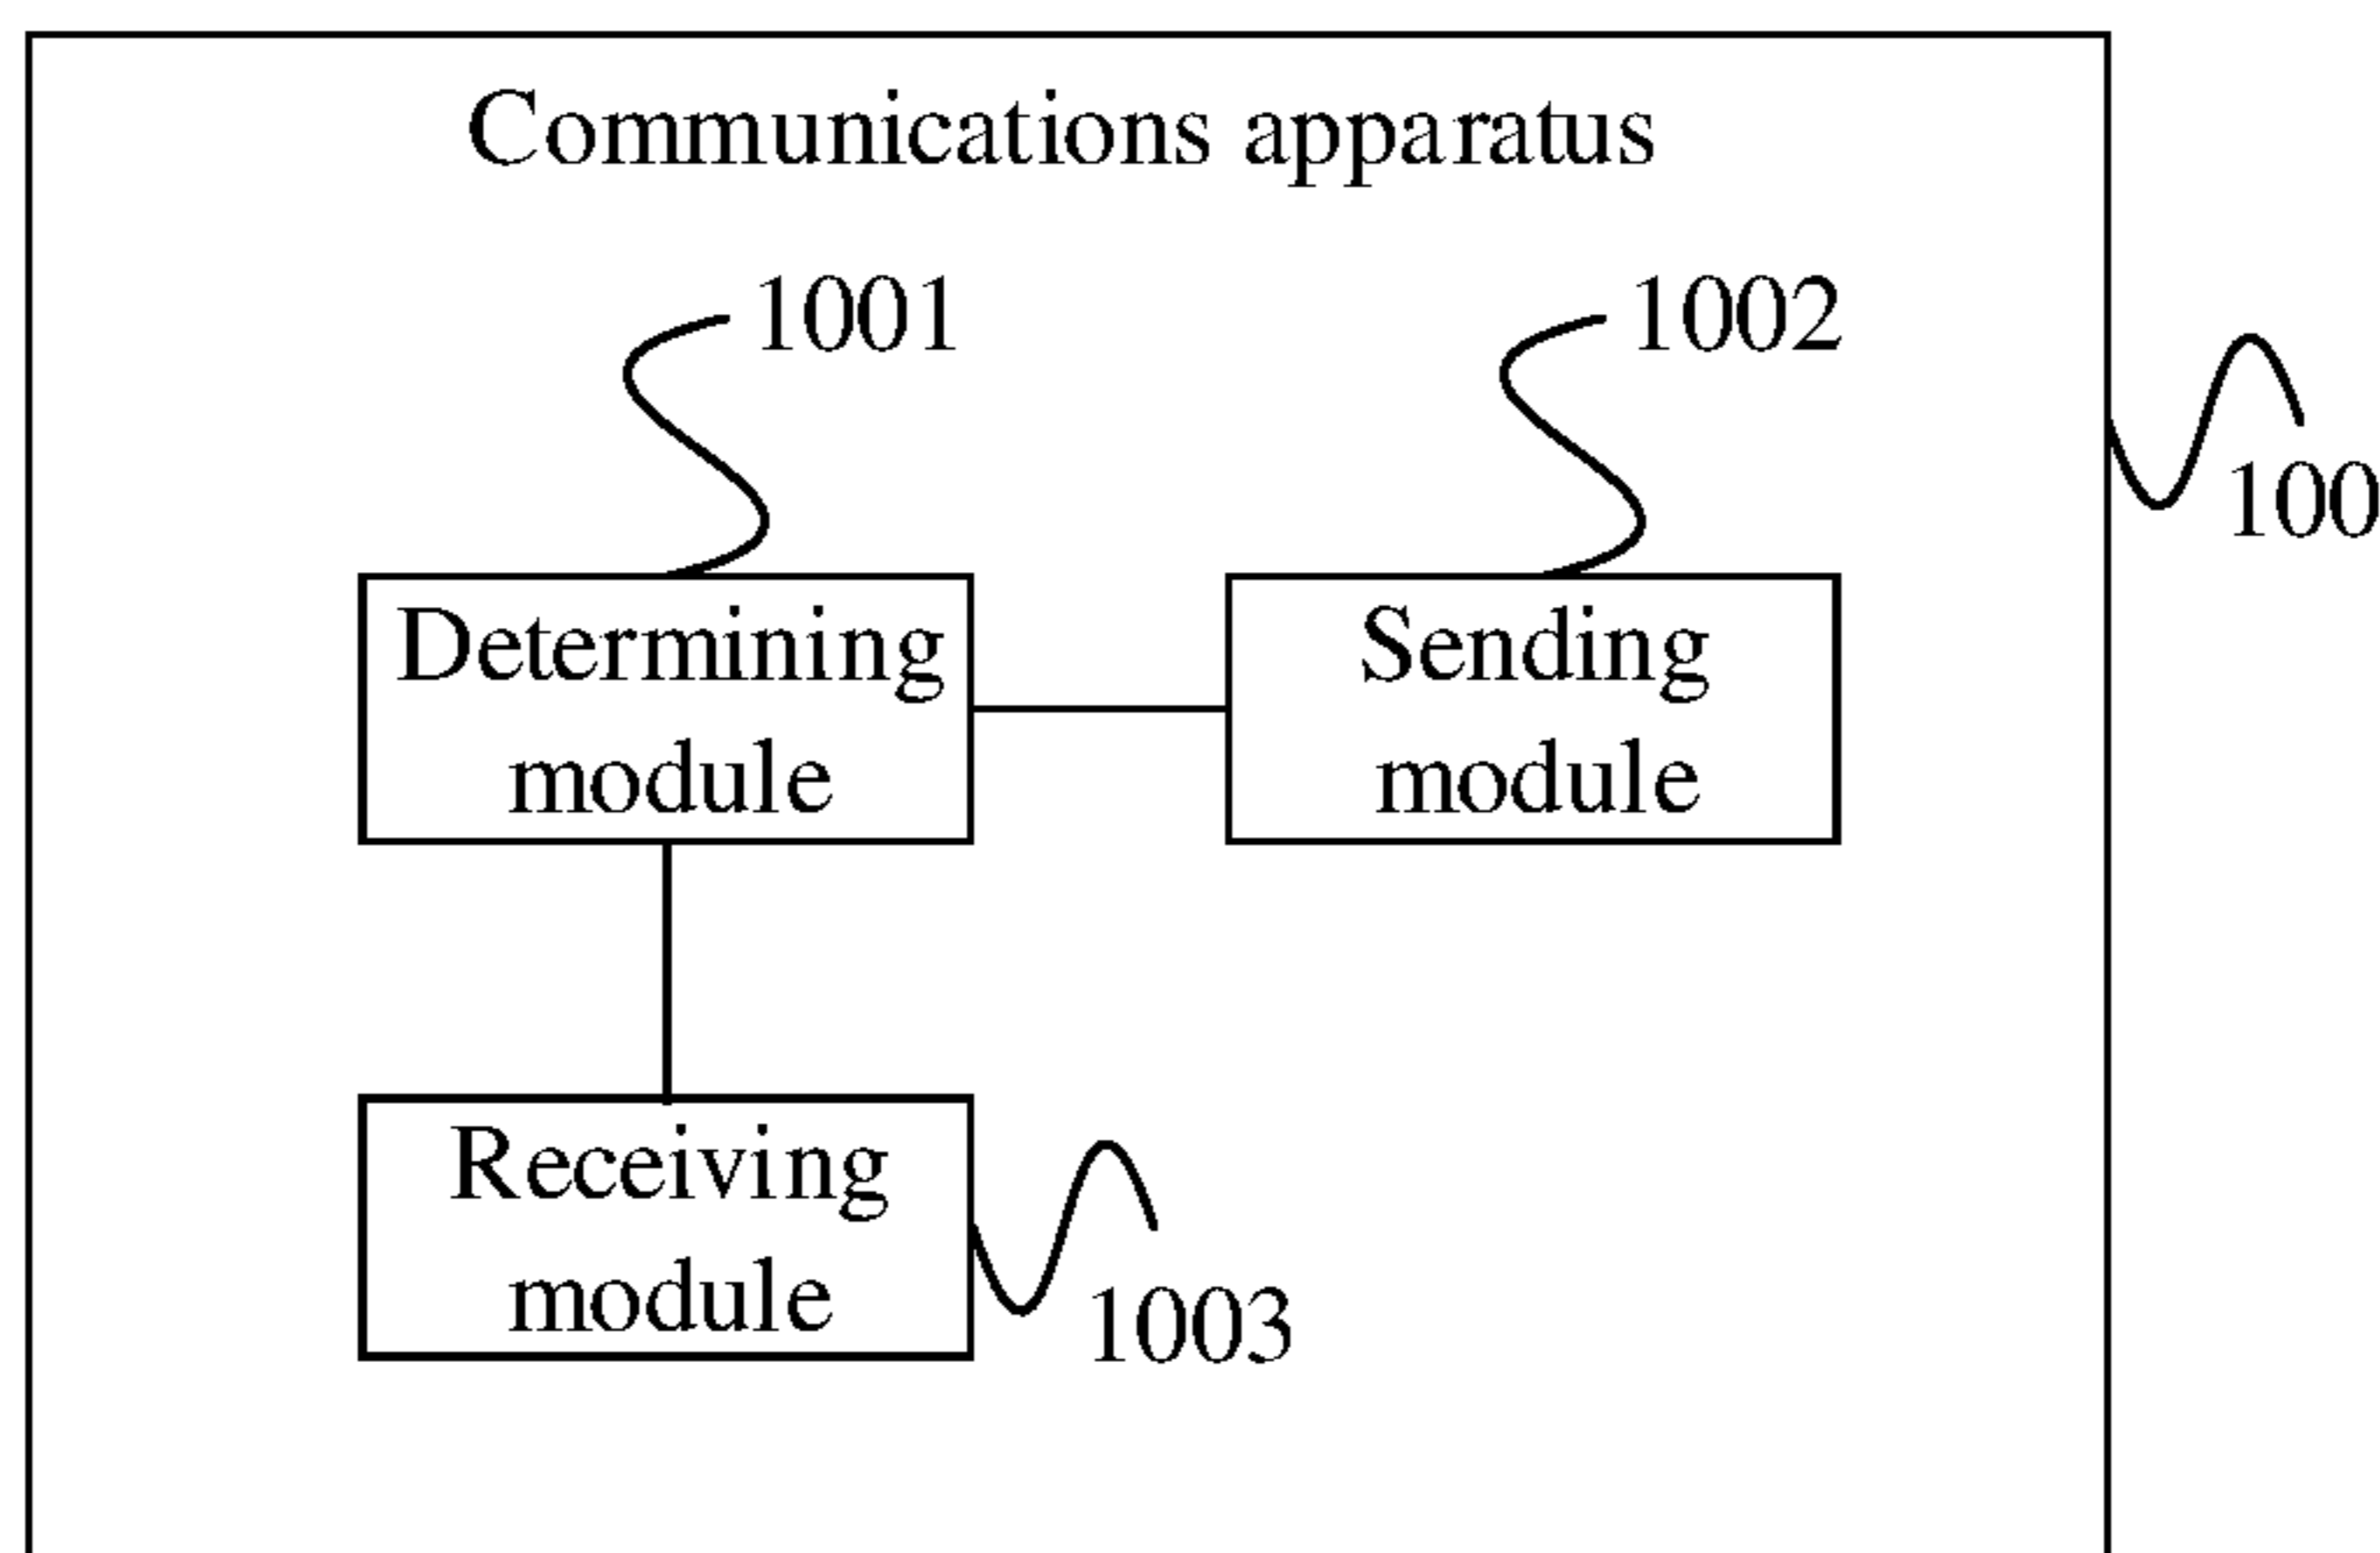 Communications apparatus
1001
1002
100
Determining
module
Sending
module
Receiving
module
1003